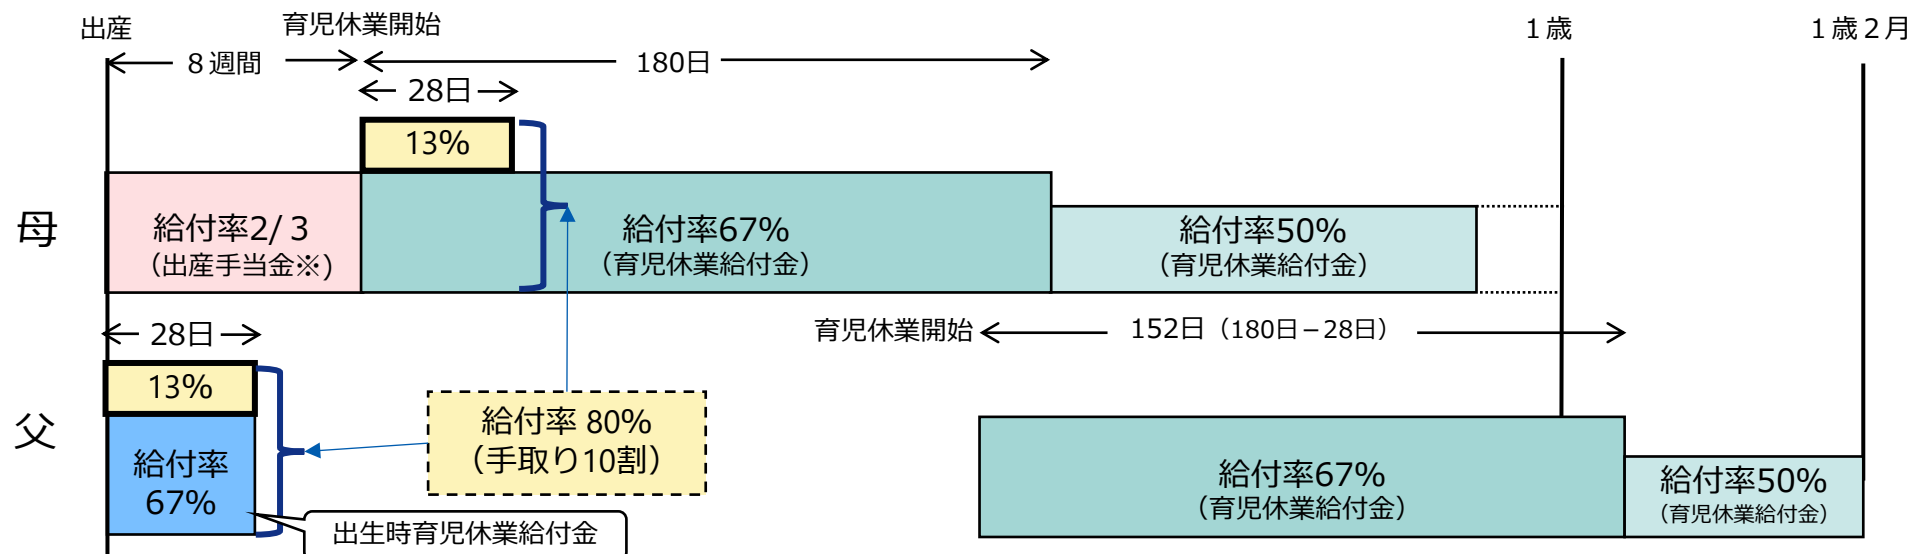 出産
育児休業開始
１歳
１歳２月
８週間
180日
28日
13%
母
給付率2/３
（出産手当金※）
給付率67%
（育児休業給付金）
給付率50%
（育児休業給付金）
育児休業開始
152日（180日－28日）
28日
13%
父
給付率
67%
給付率 80%
（手取り10割）
出生時育児休業給付金
給付率67%
（育児休業給付金）
給付率50%
（育児休業給付金）